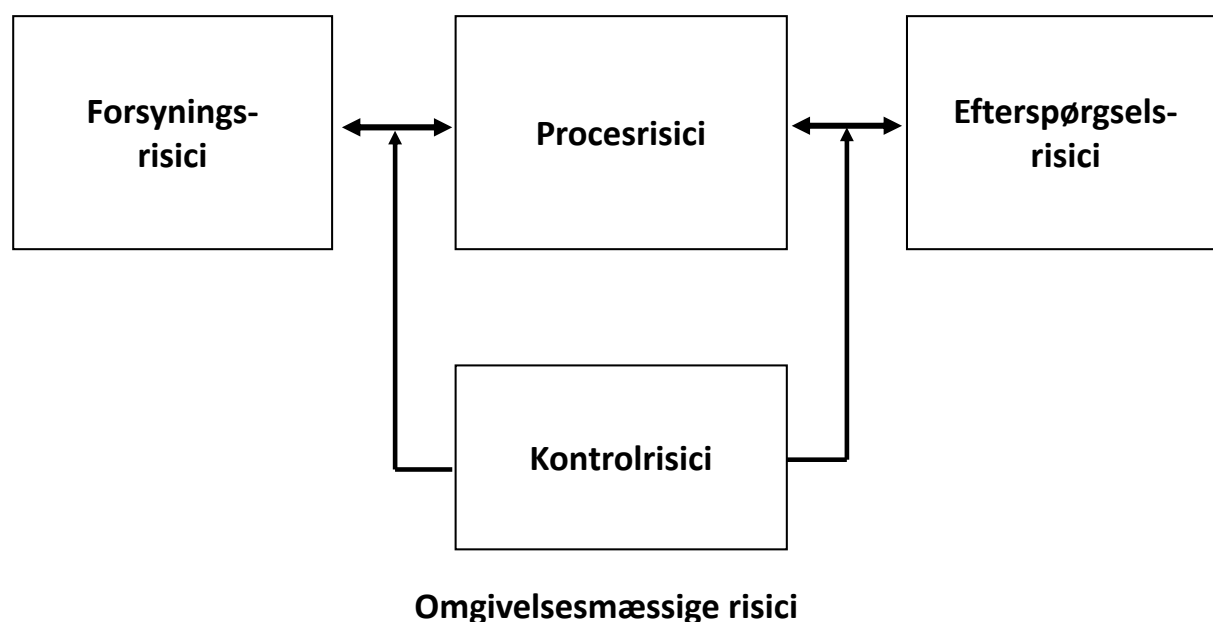 Forsynings-
risici
Procesrisici
Efterspørgsels-
risici
Kontrolrisici
Omgivelsesmæssige risici